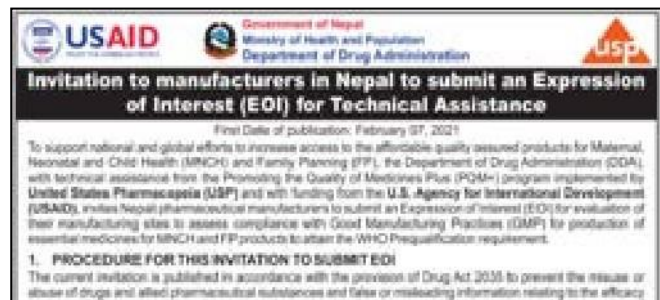 USAID
Government of Nepal
Ministry of Health and Population
Department of Drug Administration
usp
Invitation to manufacturers in Nepal to submit an Expression
of Interest (EOI) for Technical Assistance
First Date of publication: February 07, 2021
To support national and global efforts to increase access to the affordable quality assured products for Maternal,
Neonatal and Child Health (MNCH) and Family Planning (FP), the Department of Drug Administration (DDA),
with technical assistance from the Promoting the Quality of Medicines Plus (PQM+) program implemented by
United States Pharmacopeia (USP) and with funding from the U.S. Agency for International Development
(USAID), invites Nepali pharmaceutical manufacturers to submit an Expression of Interest (EOI) for evaluation of
their manufacturing sites to assess compliance with Good Manufacturing Practices (GMP) for production of
essential medicines for MNCH and FP products to attain the WHO Prequalification requirement.
1. PROCEDURE FOR THIS INVITATION TO SUBMIT EOI
The current invitation is published in accordance with the provision of Drug Act 2035 to prevent the misuse or
abuse of drugs and allied pharmaceutical substances and false or misleading information relating to the efficacy